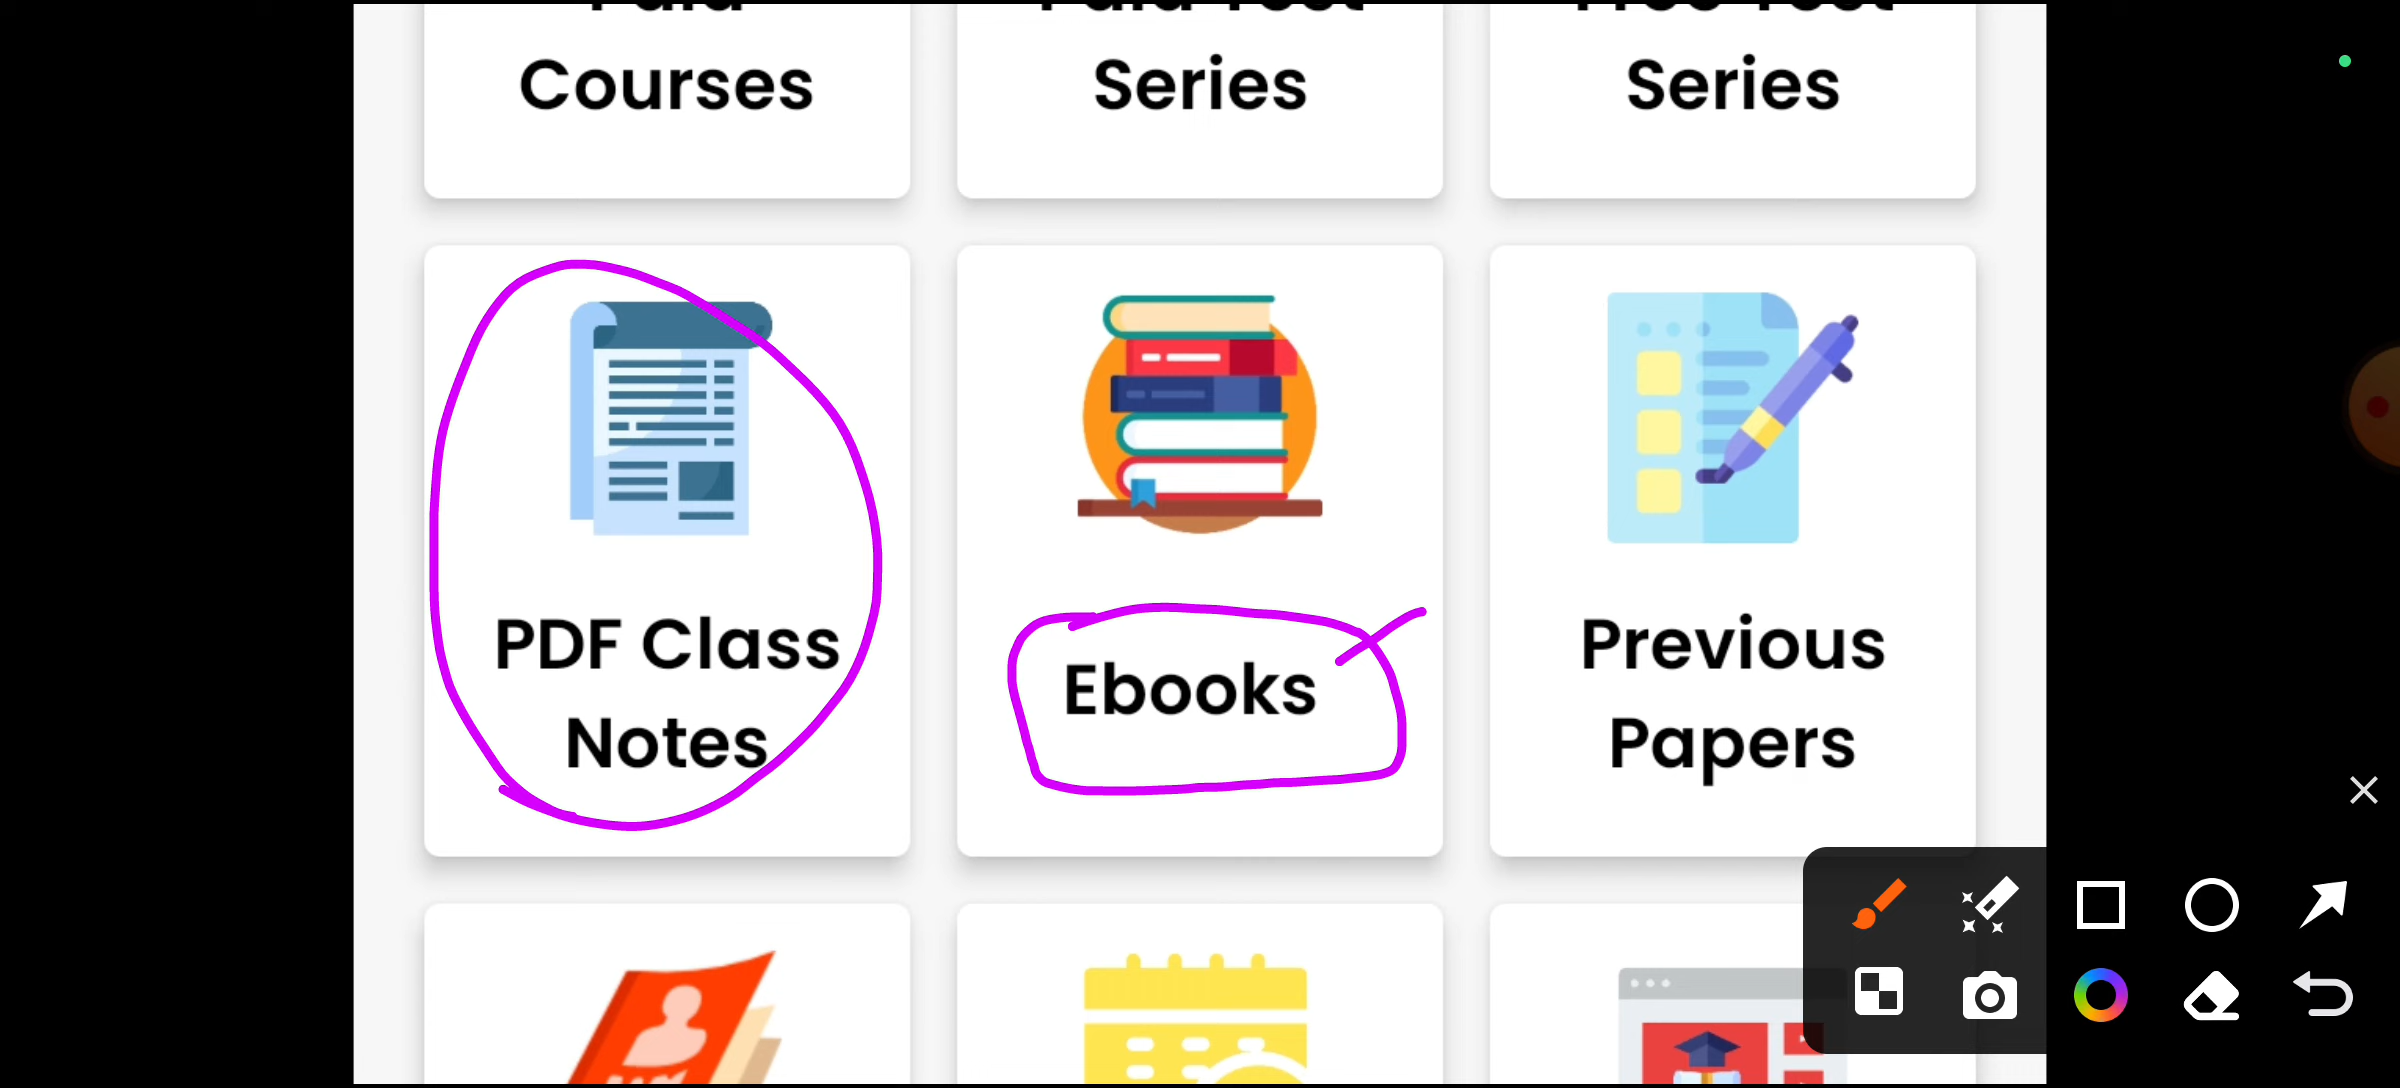 Courses
Series
Series
PDF Class
Notes
Ebooks
Previous
Papers